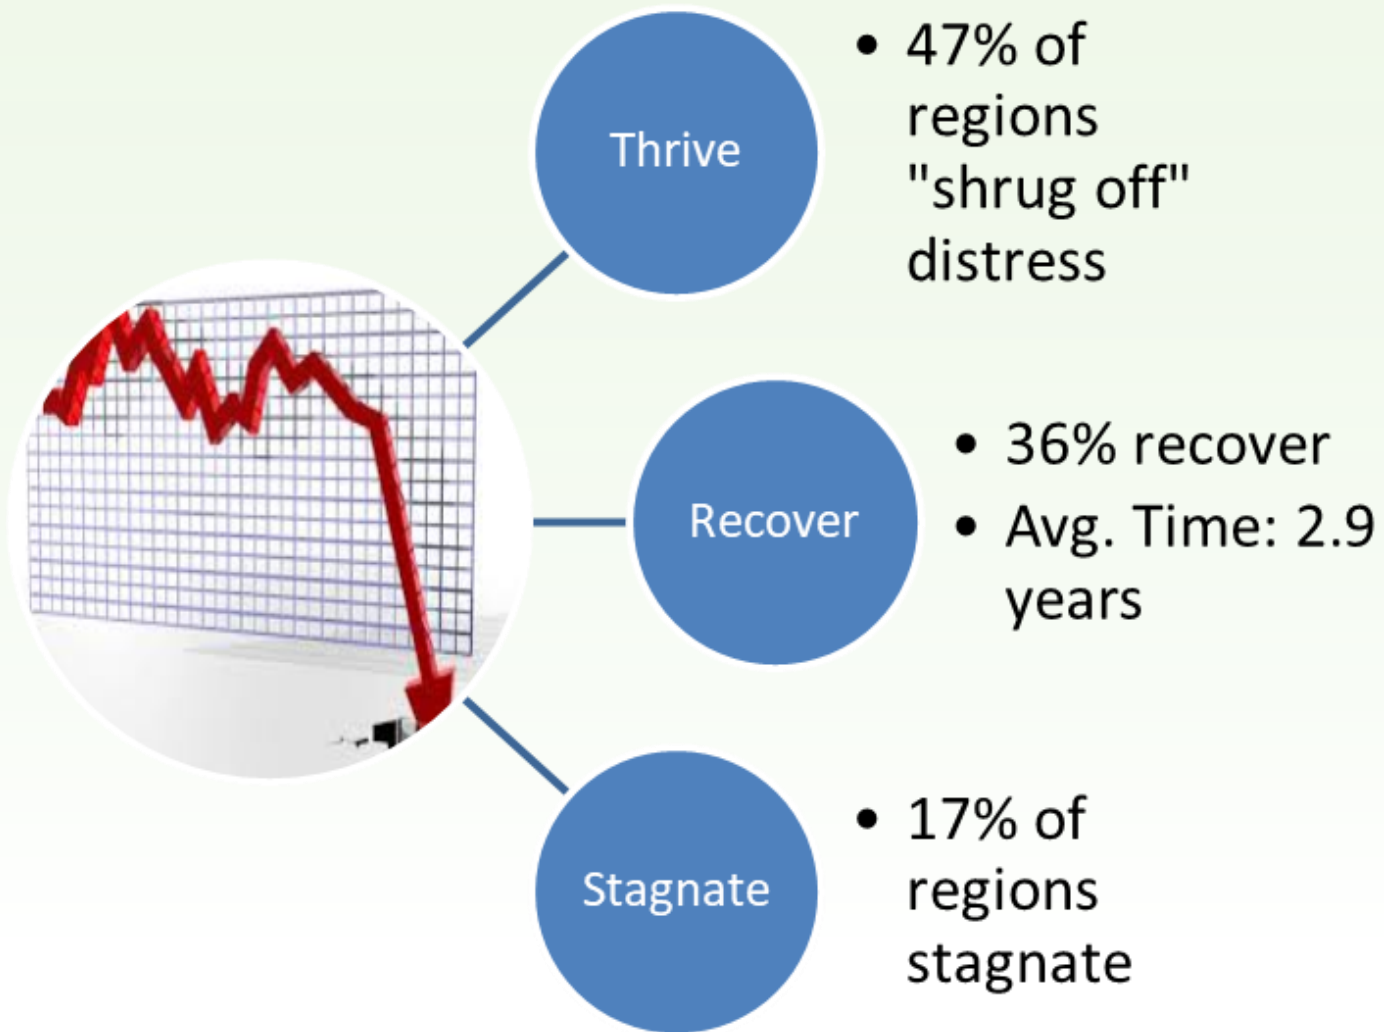 Thrive
• 47% of
regions
"shrug off"
distress
Recover
• 36% recover
• Avg. Time: 2.9
years
Stagnate
• 17% of
regions
stagnate